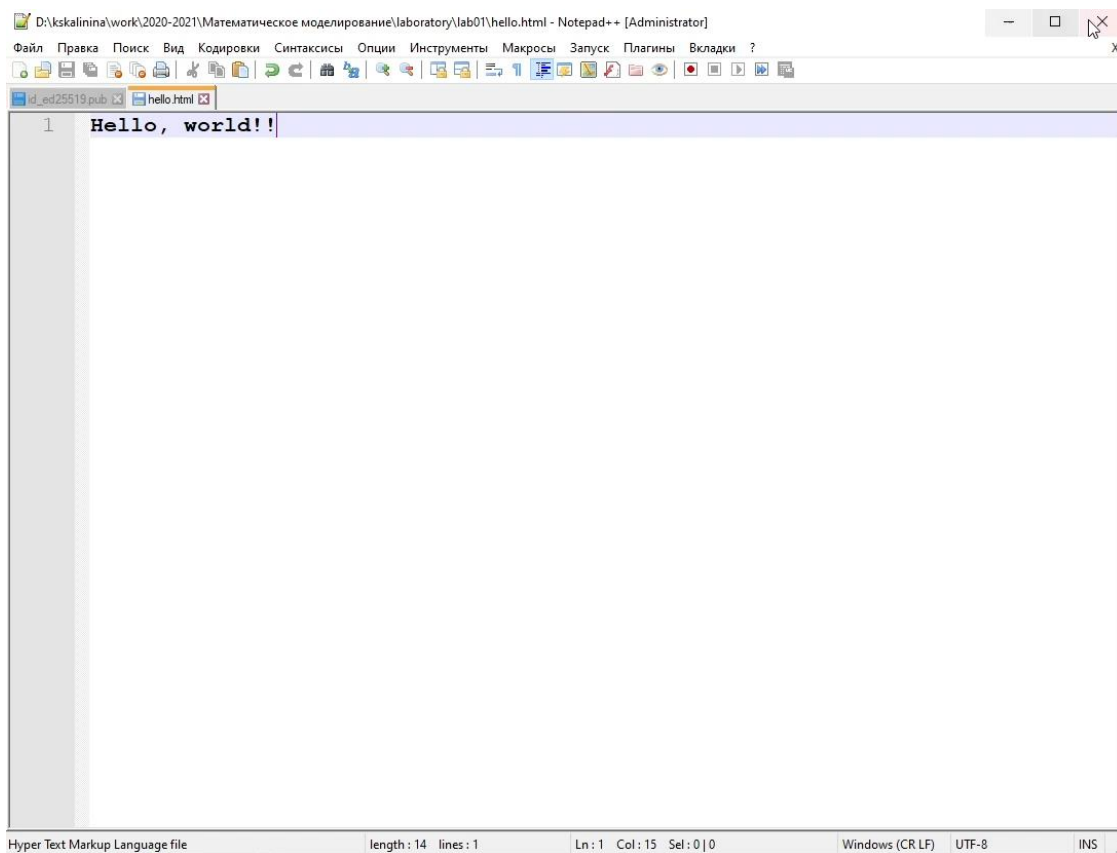 D:\kskalinina\work\2020-2021\Математическое моделирование\laboratory\lab01\hello.html - Notepad++ [Administrator]
Файл Правка Поиск Вид Кодировки Синтаксисы Опции Инструменты Макросы Запуск Плагины Вкладки ? X
id_ed25519.pub hello.html
1 Hello, world!!
Hyper Text Markup Language file length : 14 lines : 1 Ln : 1 Col : 15 Sel : 0 | 0 Windows (CR LF) UTF-8 INS